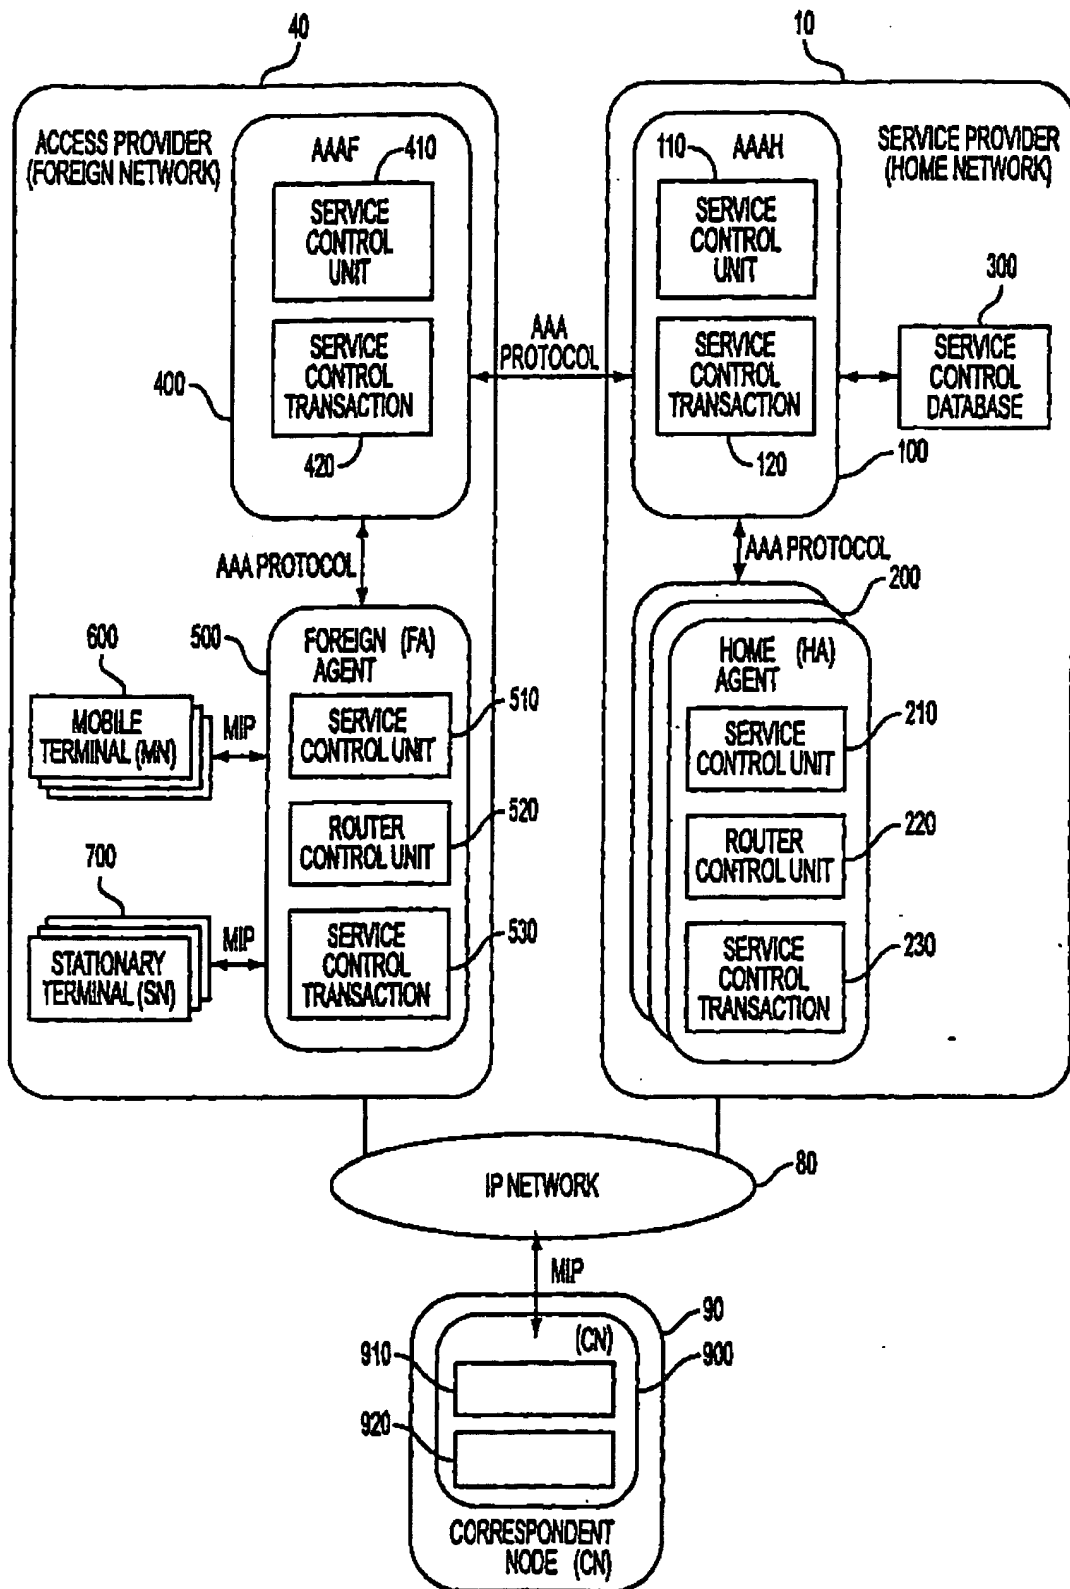 40
10
ACCESS PROVIDER
(FOREIGN NETWORK)
AAAF
410
SERVICE
CONTROL
UNIT
SERVICE
CONTROL
TRANSACTION
400
420
AAA
PROTOCOL
110
AAAH
SERVICE PROVIDER
(HOME NETWORK)
SERVICE
CONTROL
UNIT
SERVICE
CONTROL
TRANSACTION
120
300
SERVICE
CONTROL
DATABASE
100
AAA PROTOCOL
AAA PROTOCOL
200
600
500
FOREIGN (FA)
AGENT
MOBILE
TERMINAL (MN)
MIP
SERVICE
CONTROL UNIT
510
ROUTER
CONTROL UNIT
520
700
STATIONARY
TERMINAL (SN)
MIP
SERVICE
CONTROL
TRANSACTION
530
HOME (HA)
AGENT
SERVICE
CONTROL UNIT
210
ROUTER
CONTROL UNIT
220
SERVICE
CONTROL
TRANSACTION
230
IP NETWORK
80
MIP
90
(CN)
910
900
920
CORRESPONDENT
NODE (CN)